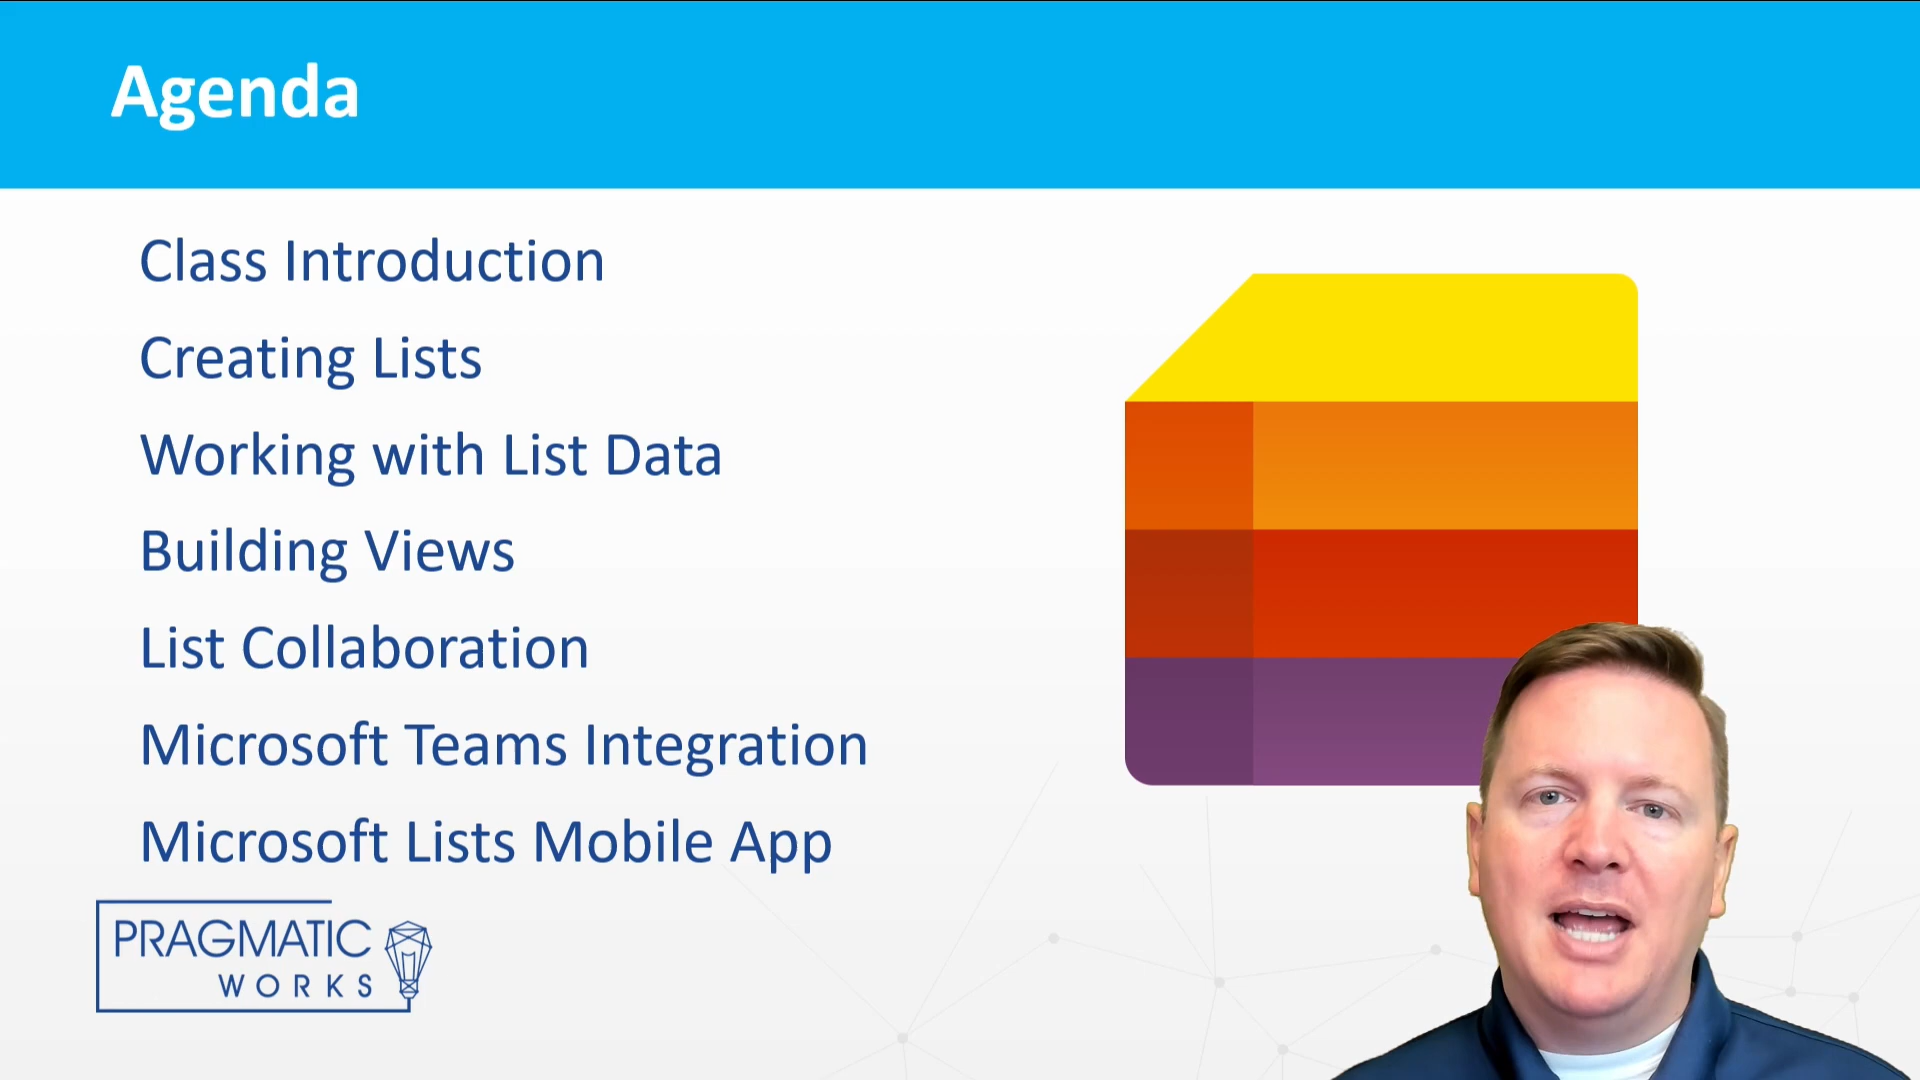 Agenda
Class Introduction
Creating Lists
Working with List Data
Building Views
List Collaboration
Microsoft Teams Integration
Microsoft Lists Mobile App
PRAGMATIC
WORKS